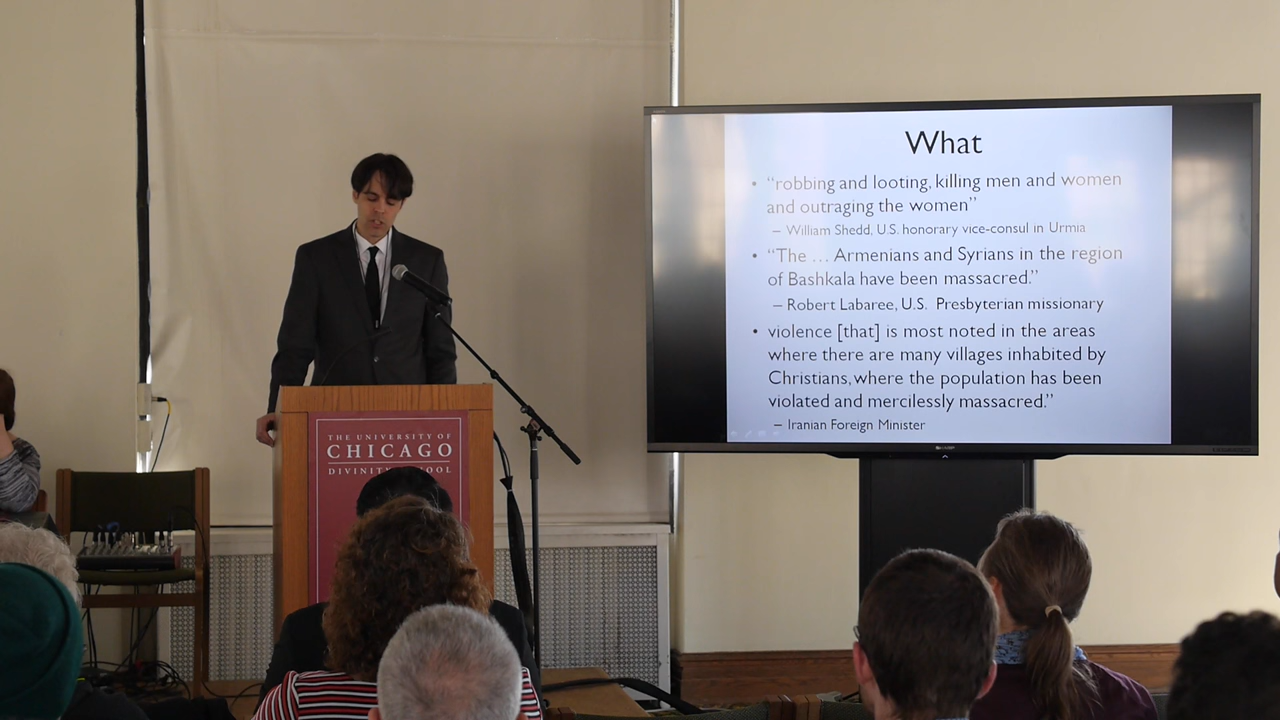 What
• “robbing and looting, killing men and women
and outraging the women”
– William Shedd, U.S. honorary vice-consul in Urmia
• “The … Armenians and Syrians in the region
of Bashkala have been massacred.”
– Robert Labaree, U.S. Presbyterian missionary
• violence [that] is most noted in the areas
where there are many villages inhabited by
Christians, where the population has been
violated and mercilessly massacred.”
– Iranian Foreign Minister
SHARP
THE UNIVERSITY OF
CHICAGO
DIVINITY SCHOOL